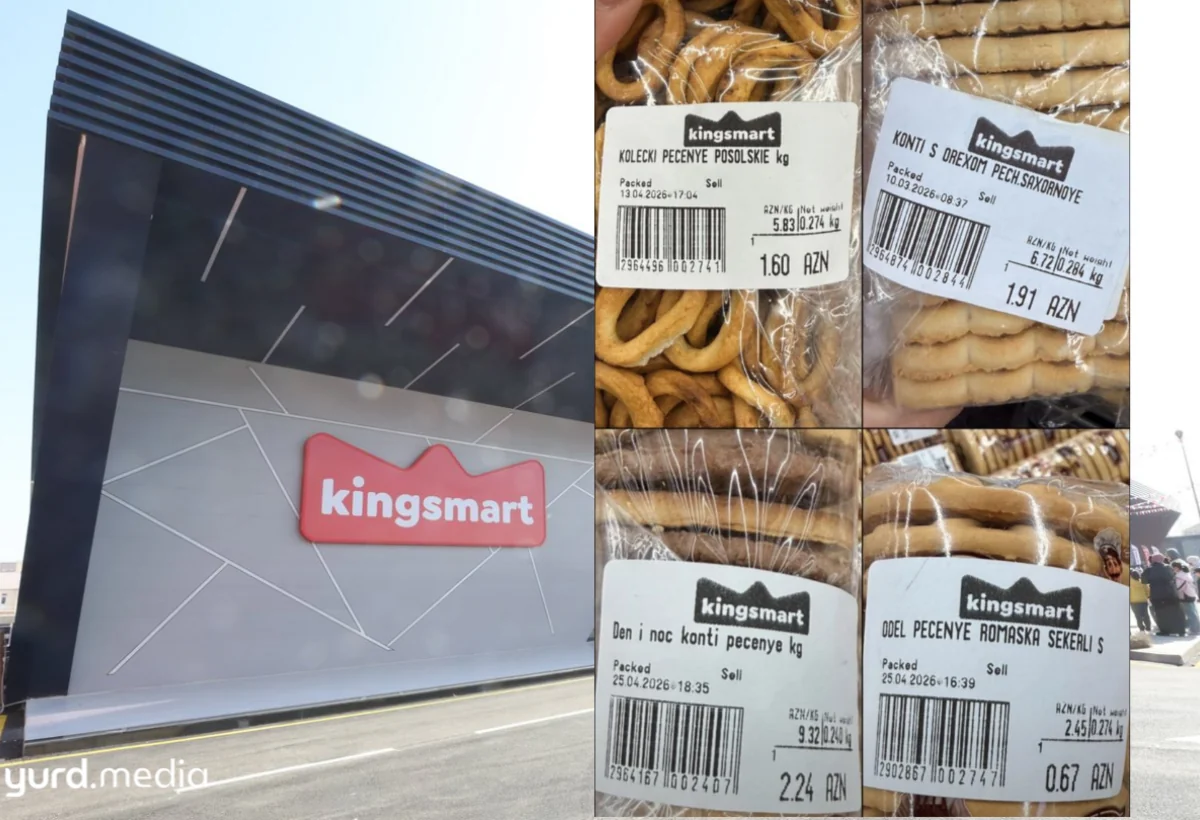 kingsmart
yurd.media
kingsmart
KOLECKI PECENYE POSOLSKIE kg
Packed Sell
13.04.2026-17:04
AZN/KG Net weight
5.83 0.274 kg
1
1.60 AZN
2964496 002741
kingsmart
KONTI S OREXOM PECH.SAXORNOYE
Packed Sell
10.03.2026-08:37
AZN/KG Net weight
6.72 0.284 kg
1
1.91 AZN
2964874 002844
kingsmart
Den i noc konti pecenye kg
Packed Sell
25.04.2026-18:35
AZN/KG Net weight
9.32 0.240 kg
1
2.24 AZN
2964167 002407
kingsmart
ODEL PECENYE ROMASKA SEKERLI S
Packed Sell
25.04.2026-16:39
AZN/KG Net weight
2.45 0.274 kg
1
0.67 AZN
2902867 002747